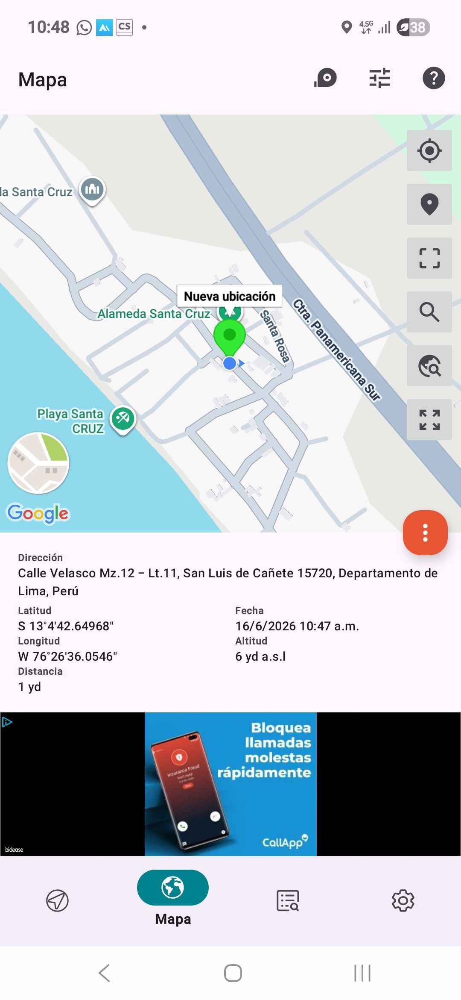 10:48 CS 4.5G 38
Mapa
la Santa Cruz
Nueva ubicación
Alameda Santa Cruz
Santa Rosa
Ctra. Panamericana Sur
Playa Santa
CRUZ
Google
Dirección
Calle Velasco Mz.12 – Lt.11, San Luis de Cañete 15720, Departamento de
Lima, Perú
Latitud
S 13°4'42.64968"
Fecha
16/6/2026 10:47 a.m.
Longitud
W 76°26'36.0546"
Altitud
6 yd a.s.l
Distancia
1 yd
Bloquea
llamadas
molestas
rápidamente
Insurance Fraud
Don't reply!
CallApp
bidease
Mapa